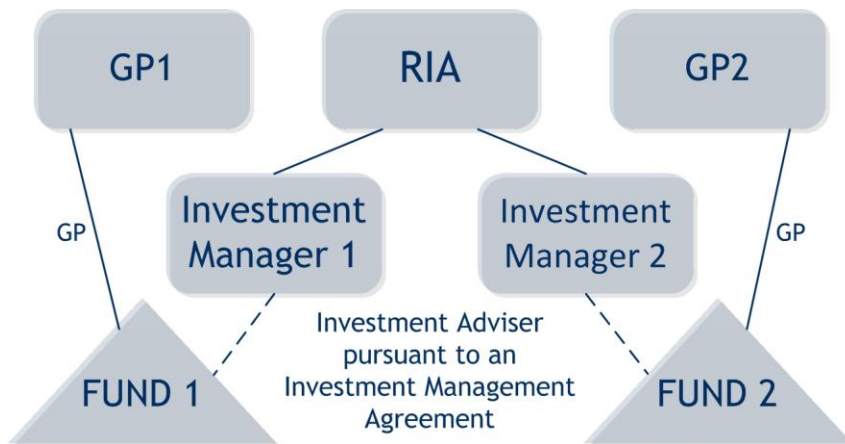 GP1
RIA
GP2
Investment
Manager 1
Investment
Manager 2
GP
GP
Investment Adviser
pursuant to an
Investment Management
Agreement
FUND 1
FUND 2